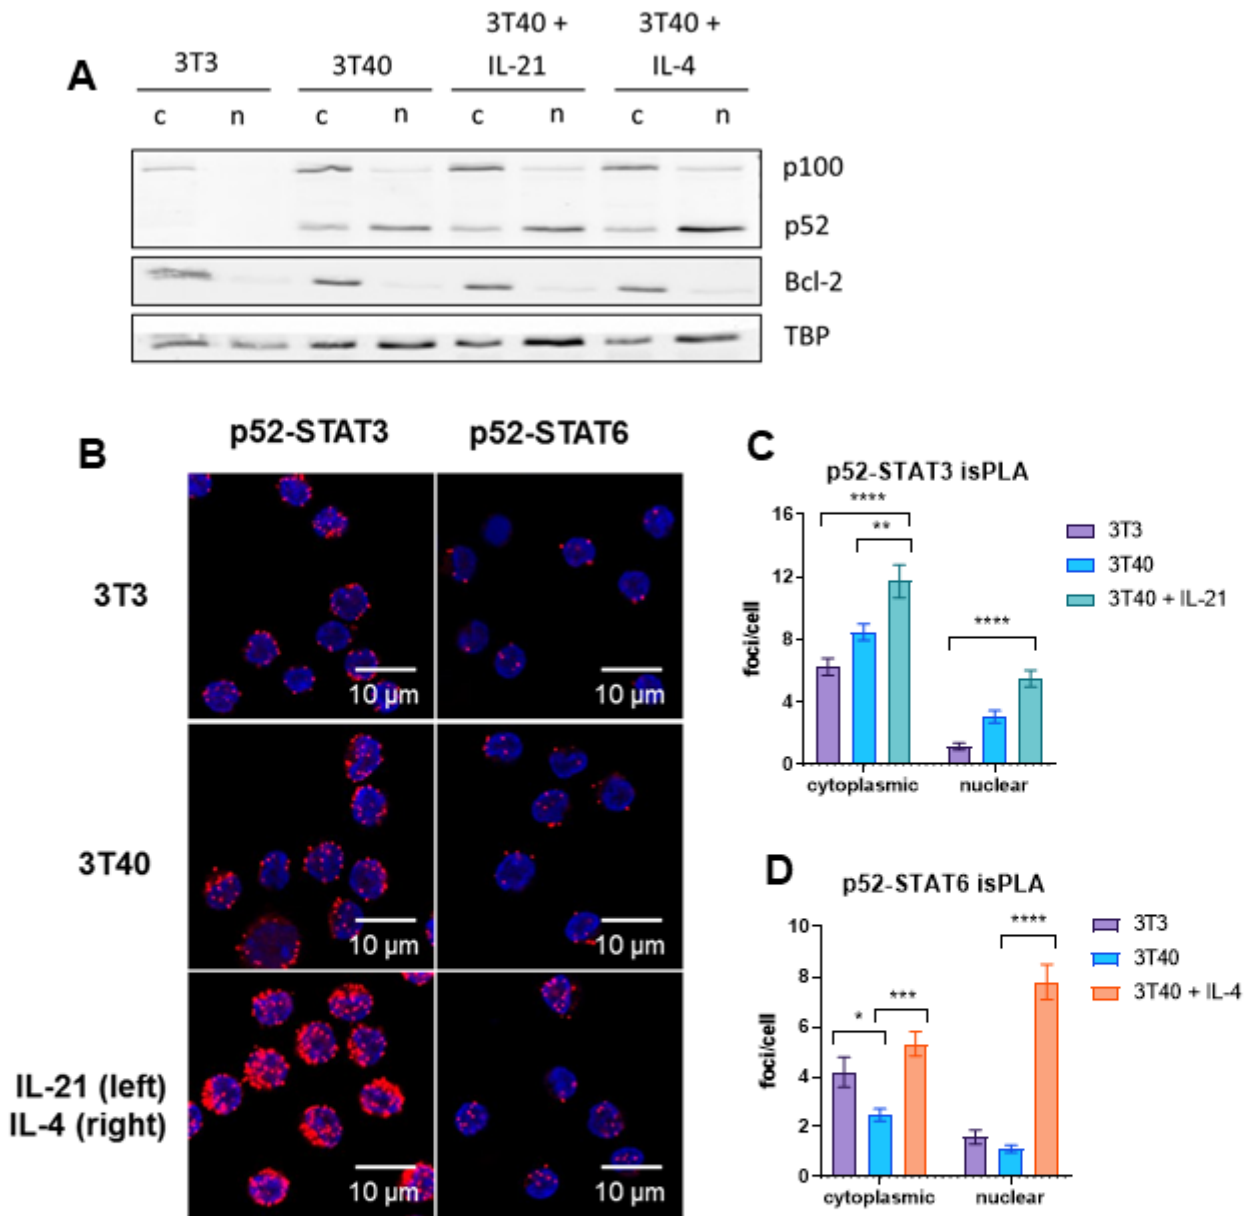 A
3T3
3T40
3T40 +
IL-21
3T40 +
IL-4
c n c n c n c n
p100
p52
Bcl-2
TBP
B
p52-STAT3 p52-STAT6
3T3
10 µm 10 µm
3T40
10 µm 10 µm
IL-21 (left)
IL-4 (right)
10 µm 10 µm
C
p52-STAT3 isPLA
foci/cell
16
12
8
4
0
****
**
****
cytoplasmic nuclear
3T3
3T40
3T40 + IL-21
D
p52-STAT6 isPLA
foci/cell
10
8
6
4
2
0
*
***
****
cytoplasmic nuclear
3T3
3T40
3T40 + IL-4